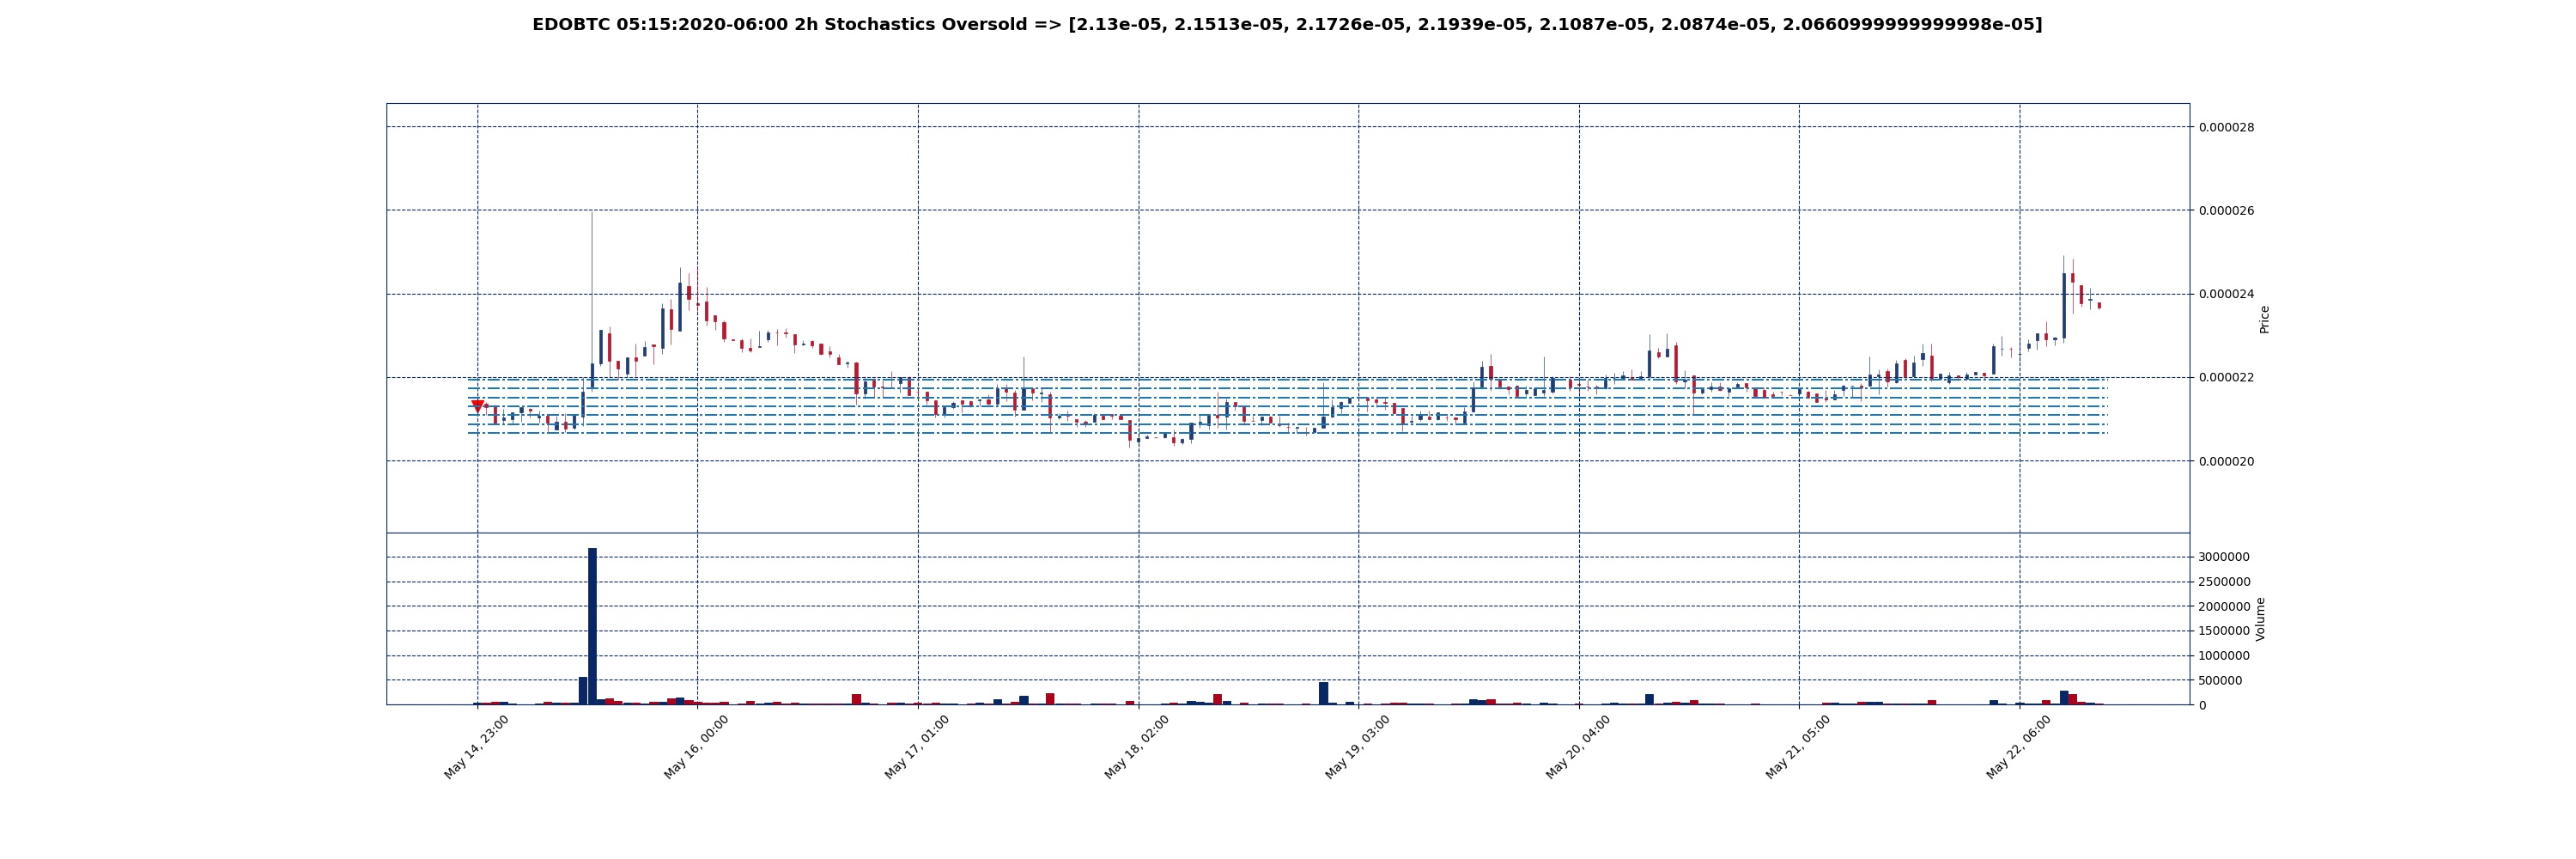 EDOBTC 05:15:2020-06:00 2h Stochastics Oversold => [2.13e-05, 2.1513e-05, 2.1726e-05, 2.1939e-05, 2.1087e-05, 2.0874e-05, 2.0660999999999998e-05]
0.000028
0.000026
0.000024
0.000022
0.000020
Price
3000000
2500000
2000000
1500000
1000000
500000
0
Volume
May 14, 23:00
May 16, 00:00
May 17, 01:00
May 18, 02:00
May 19, 03:00
May 20, 04:00
May 21, 05:00
May 22, 06:00